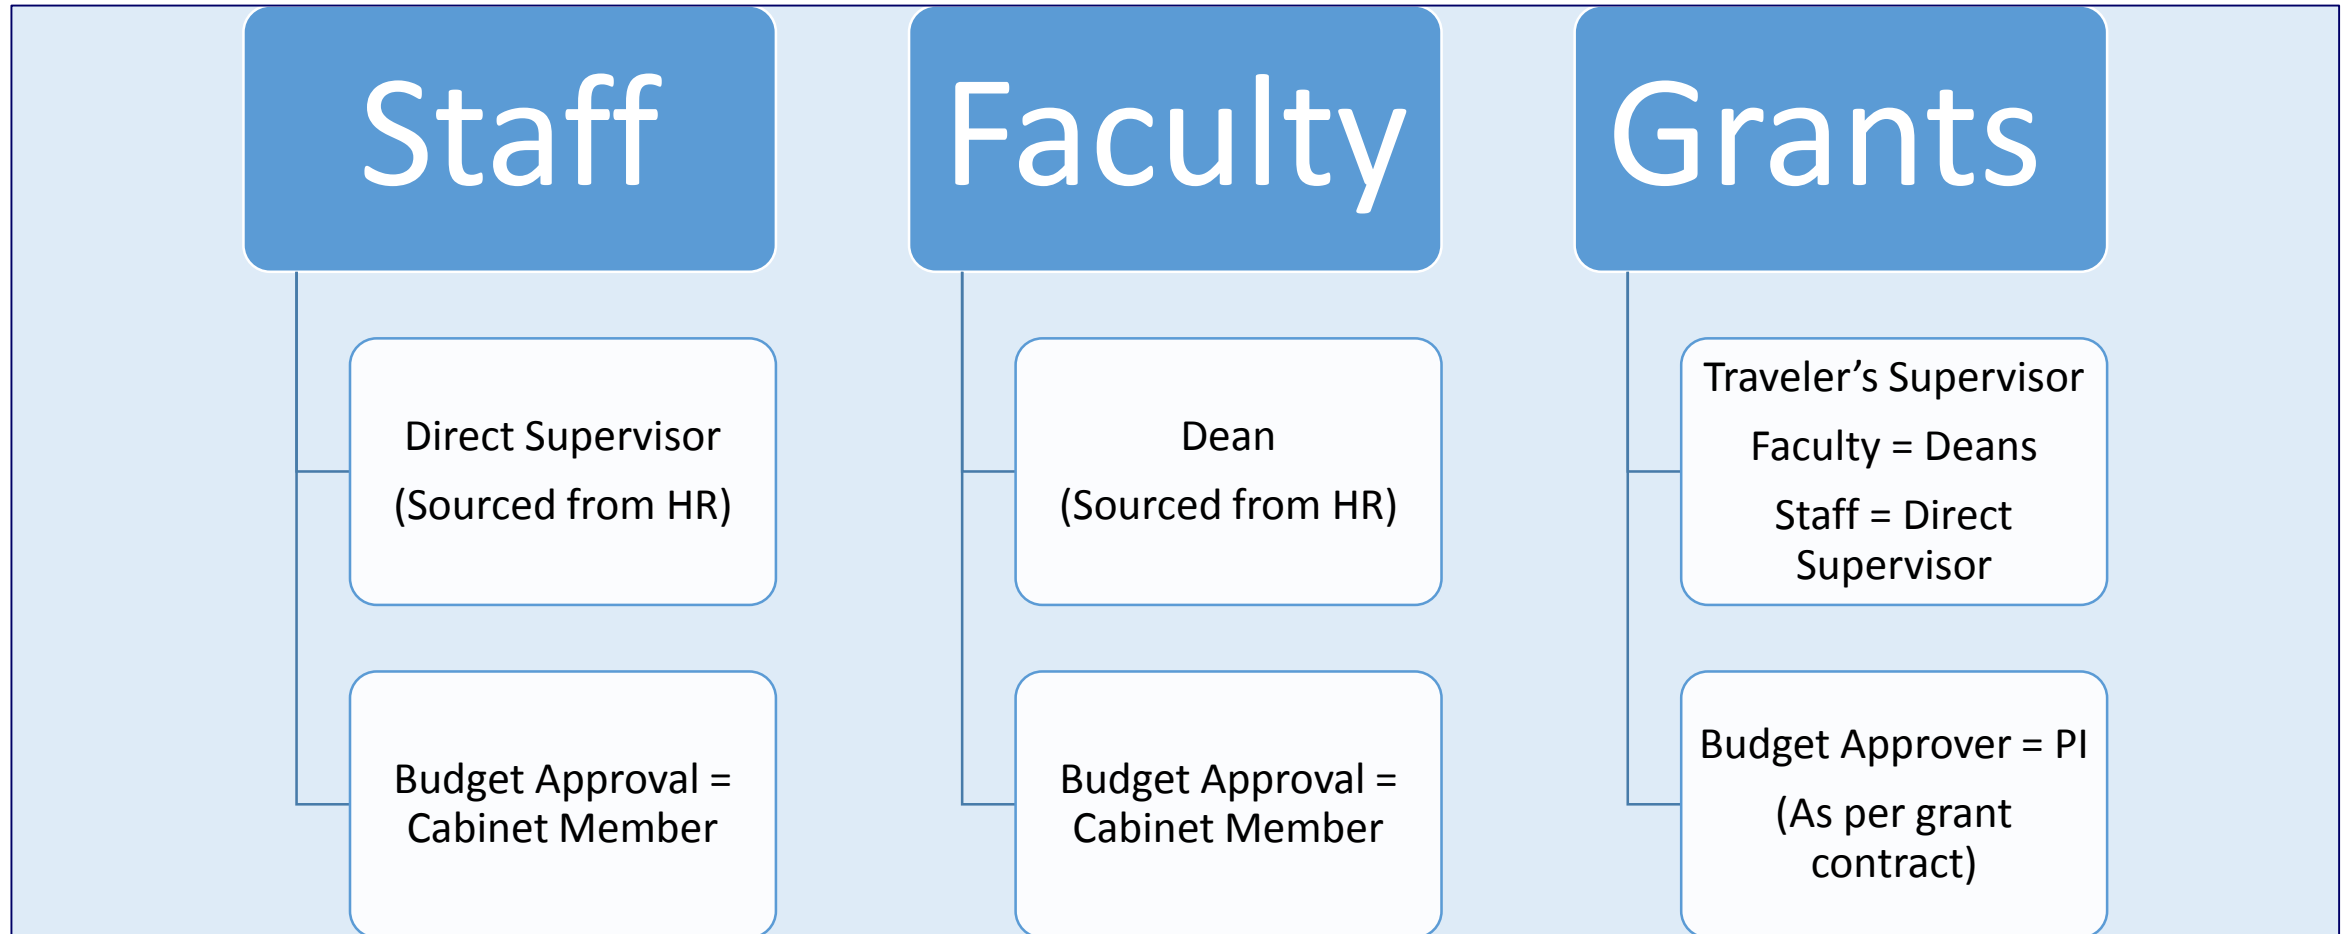 Staff
Direct Supervisor
(Sourced from HR)
Budget Approval =
Cabinet Member
Faculty
Dean
(Sourced from HR)
Budget Approval =
Cabinet Member
Grants
Traveler’s Supervisor
Faculty = Deans
Staff = Direct
Supervisor
Budget Approver = PI
(As per grant
contract)